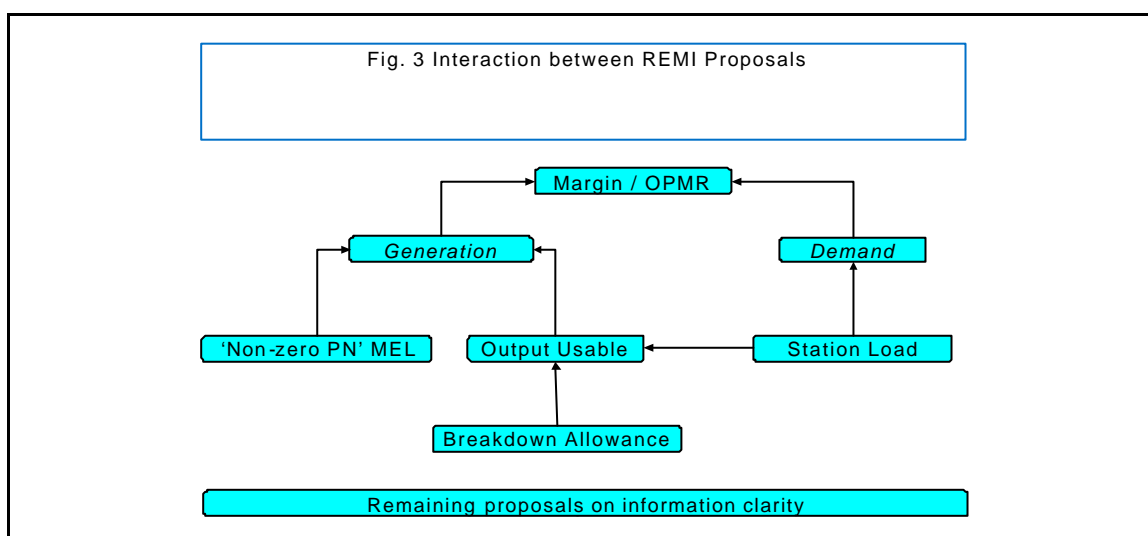 Fig. 3 Interaction between REMI Proposals
Margin / OPMR
Generation
Demand
‘Non-zero PN’ MEL
Output Usable
Station Load
Breakdown Allowance
Remaining proposals on information clarity